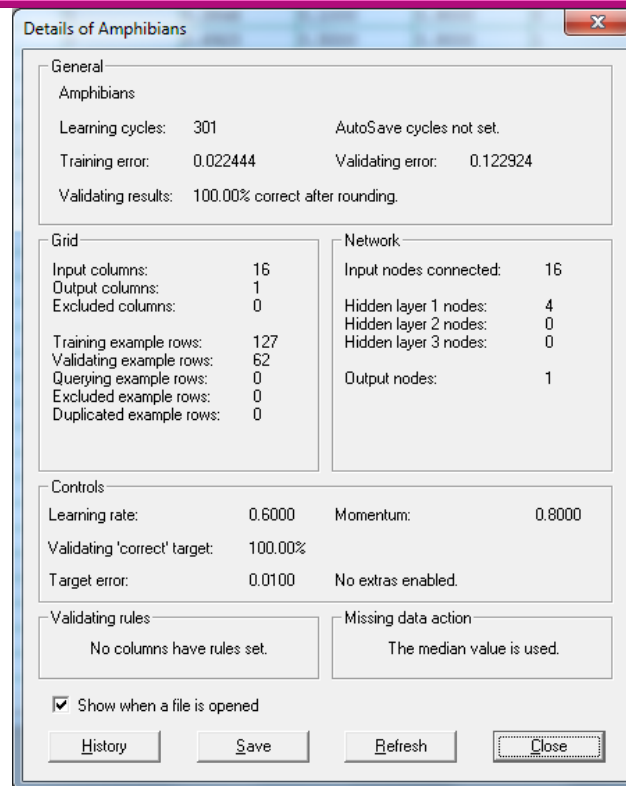 Details of Amphibians
General
Amphibians
Learning cycles: 301 AutoSave cycles not set.
Training error: 0.022444 Validating error: 0.122924
Validating results: 100.00% correct after rounding.
Grid
Input columns: 16
Output columns: 1
Excluded columns: 0
Training example rows: 127
Validating example rows: 62
Querying example rows: 0
Excluded example rows: 0
Duplicated example rows: 0
Network
Input nodes connected: 16
Hidden layer 1 nodes: 4
Hidden layer 2 nodes: 0
Hidden layer 3 nodes: 0
Output nodes: 1
Controls
Learning rate: 0.6000 Momentum: 0.8000
Validating 'correct' target: 100.00%
Target error: 0.0100 No extras enabled.
Validating rules
No columns have rules set.
Missing data action
The median value is used.
Show when a file is opened
History Save Refresh Close